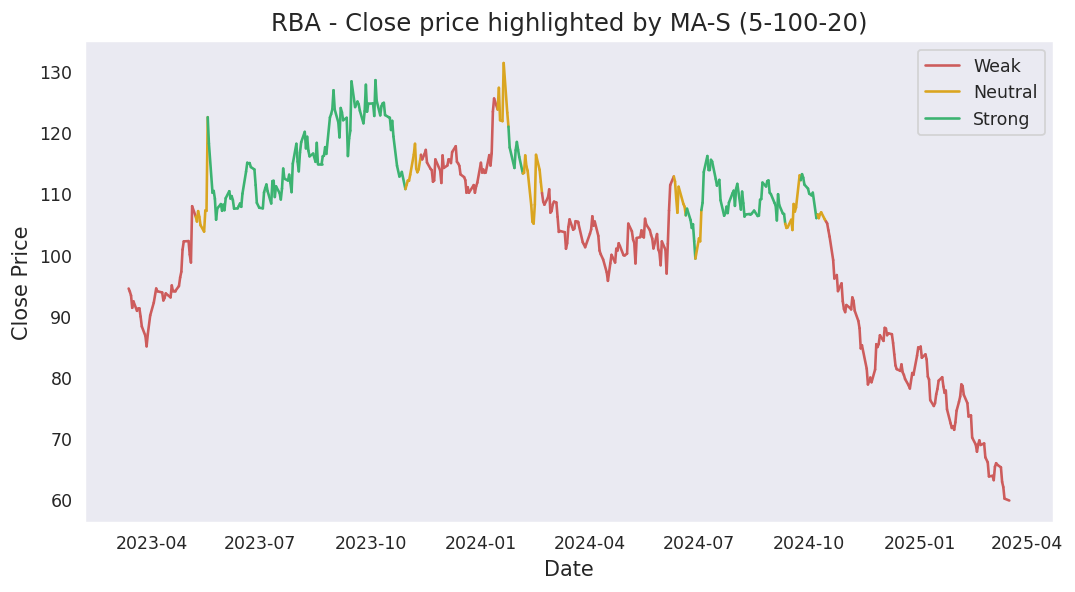 RBA - Close price highlighted by MA-S (5-100-20)
Weak
Neutral
Strong
Close Price
130
120
110
100
90
80
70
60
2023-04
2023-07
2023-10
2024-01
2024-04
2024-07
2024-10
2025-01
2025-04
Date